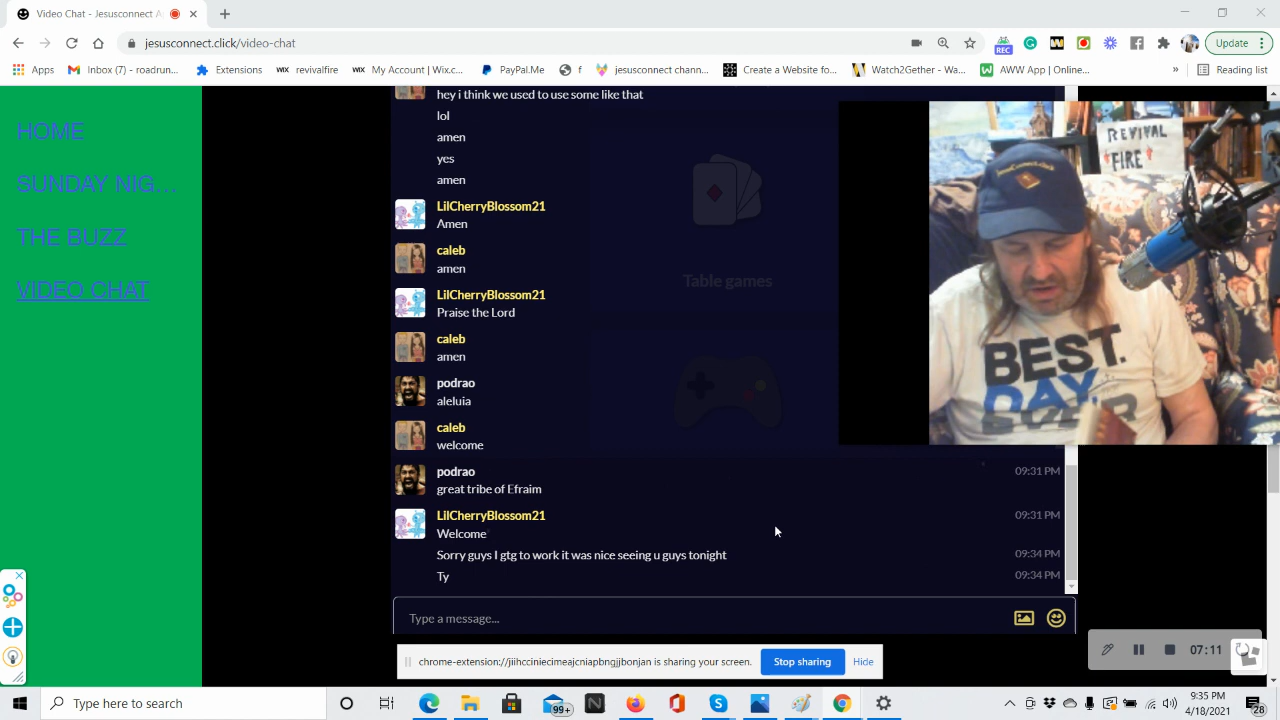 Video Chat - Jesusconnect Ap
jesusconnect.click/video-chat
REC
Update
Apps
Inbox (7) - roadrun...
Extensions
WIX revivalfire
WIX My Account | Wix.c...
PayPal.Me
f
jesusconnect chann...
Create a Website fo...
Watch2Gether - Wa...
AWW App | Online...
»
Reading list
HOME
SUNDAY NIG...
THE BUZZ
VIDEO CHAT
hey i think we used to use some like that
lol
amen
yes
amen
LilCherryBlossom21
Amen
caleb
amen
LilCherryBlossom21
Praise the Lord
caleb
amen
podrao
aleluia
caleb
welcome
podrao 09:31 PM
great tribe of Efraim
LilCherryBlossom21 09:31 PM
Welcome
Sorry guys I gtg to work it was nice seeing u guys tonight 09:34 PM
Ty 09:34 PM
Table games
REVIVAL
FIRE
BEST.
DAY.
EVER
Type a message...
chrome-extension://jiihccinieiameajcniapbngjjbonjan is sharing your screen.
Stop sharing
Hide
07:11
Type here to search
99+
9:35 PM
4/18/2021
28